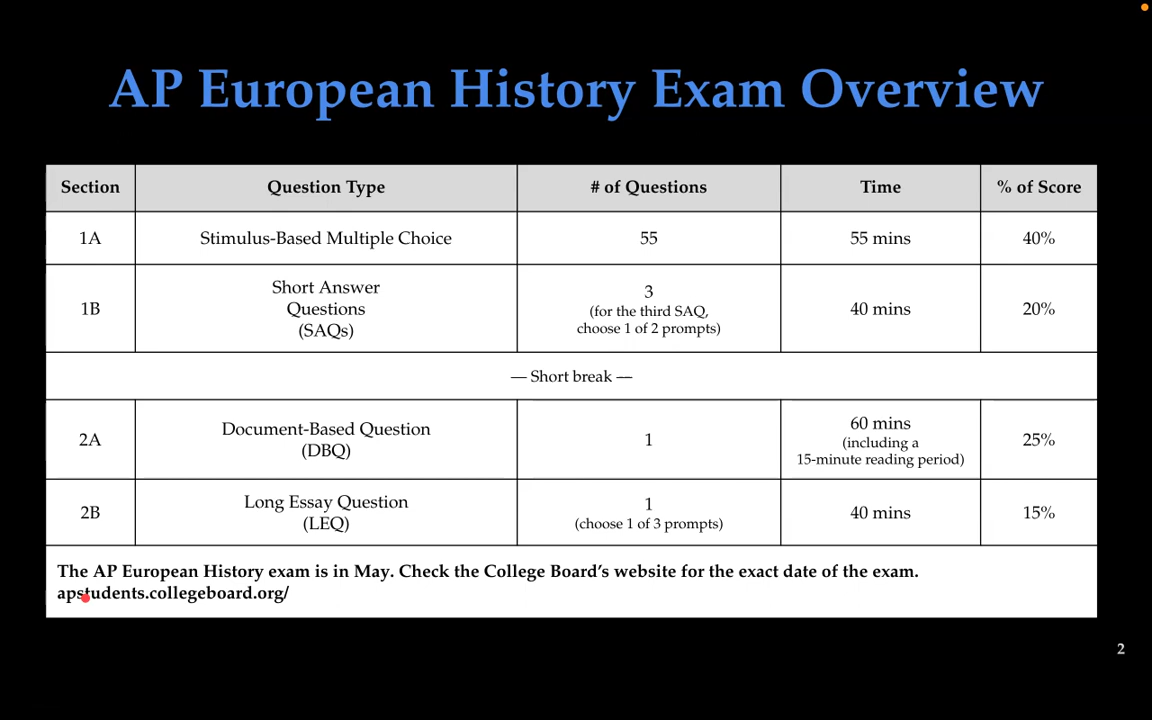 AP European History Exam Overview
Section Question Type # of Questions Time % of Score
1A Stimulus-Based Multiple Choice 55 55 mins 40%
Short Answer
Questions
(SAQs)
1B
3
(for the third SAQ,
choose 1 of 2 prompts)
40 mins
20%
— Short break —
2A
Document-Based Question
(DBQ)
1
60 mins
(including a
15-minute reading period)
25%
2B
Long Essay Question
(LEQ)
1
(choose 1 of 3 prompts)
40 mins
15%
The AP European History exam is in May. Check the College Board’s website for the exact date of the exam.
apstudents.collegeboard.org/
2